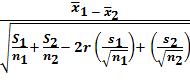 x̅₁ − x̅₂
√(S₁/n₁ + S₂/n₂ − 2r (s₁/√n₁) + (s₂/√n₂))